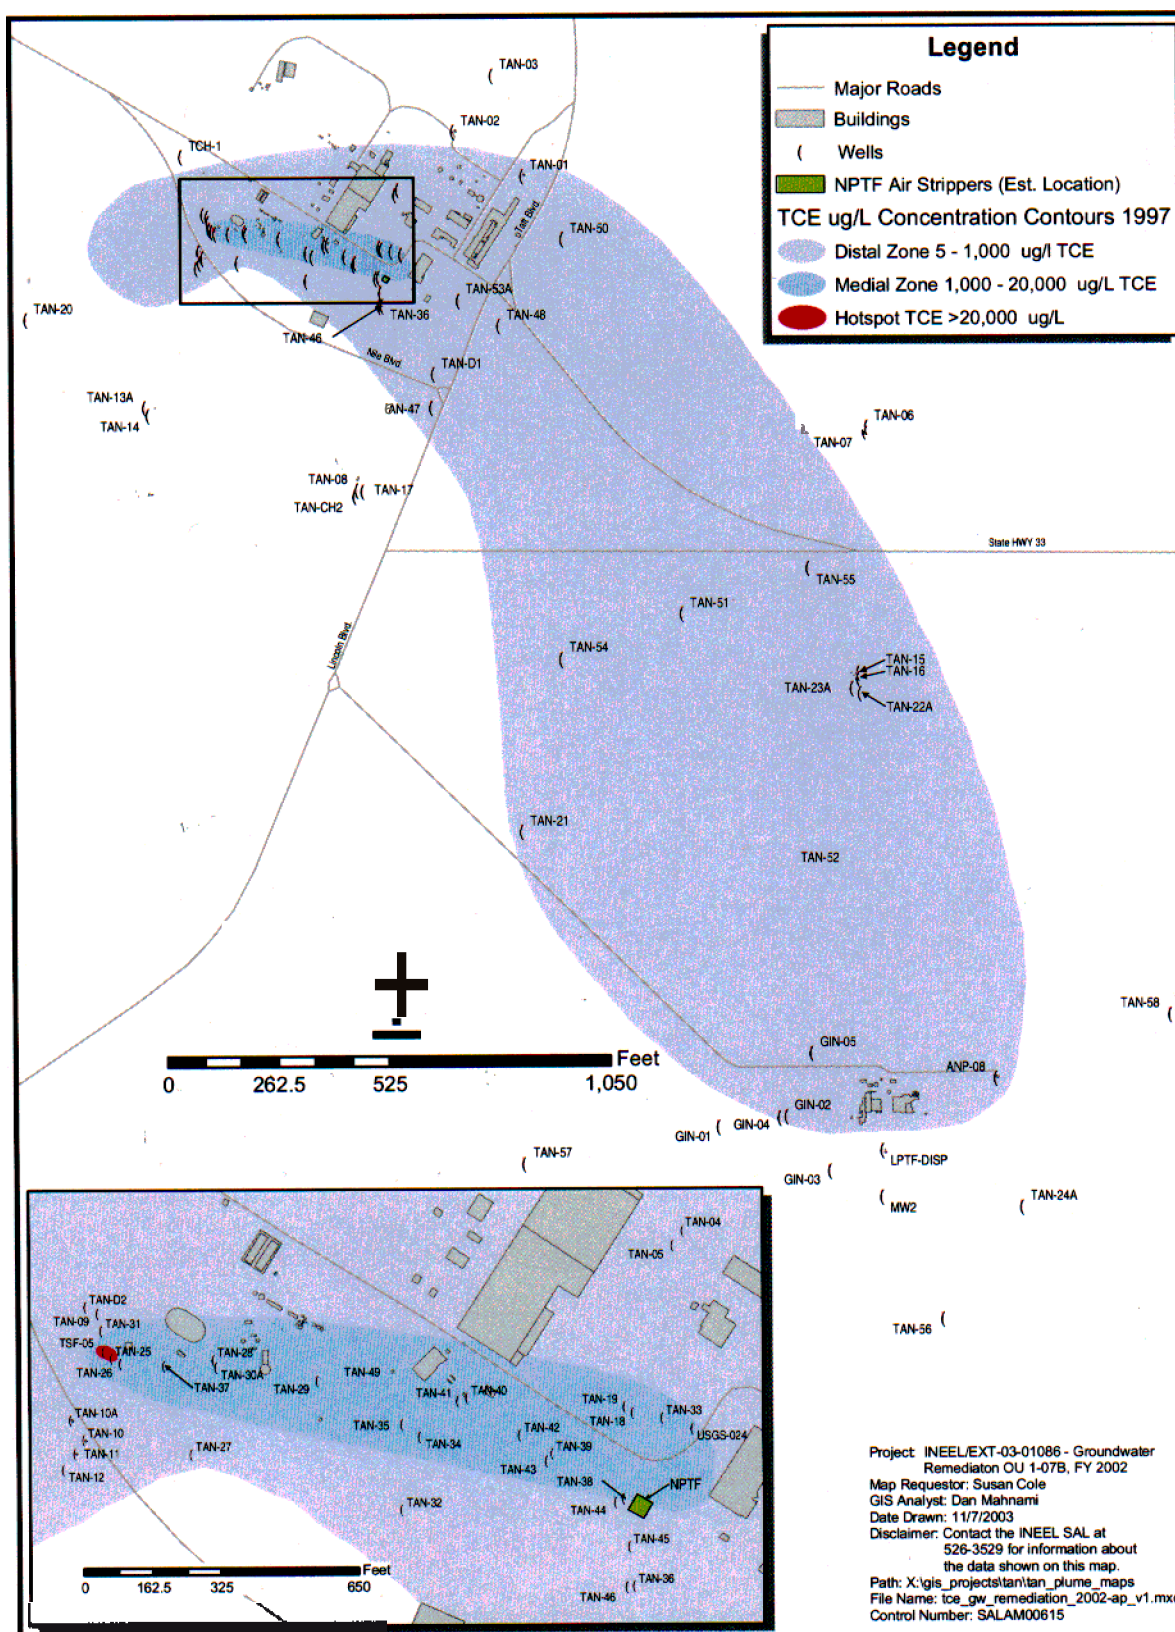 Legend
Major Roads
Buildings
Wells
NPTF Air Strippers (Est. Location)
TCE ug/L Concentration Contours 1997
Distal Zone 5 - 1,000 ug/l TCE
Medial Zone 1,000 - 20,000 ug/L TCE
Hotspot TCE >20,000 ug/L
TAN-03
TAN-02
TCH-1
TAN-01
Taft Blvd.
TAN-50
TAN-53A
TAN-20
TAN-36
TAN-48
TAN-46
Nile Blvd.
TAN-D1
TAN-13A
TAN-47
TAN-14
TAN-06
TAN-07
TAN-08
TAN-17
TAN-CH2
State HWY 33
TAN-55
TAN-51
Lincoln Blvd.
TAN-54
TAN-15
TAN-16
TAN-23A
TAN-22A
TAN-21
TAN-52
TAN-58
GIN-05
Feet
ANP-08
0 262.5 525 1,050
GIN-02
GIN-04
GIN-01
TAN-57
LPTF-DISP
GIN-03
MW2
TAN-24A
TAN-56
TAN-04
TAN-05
TAN-D2
TAN-09
TAN-31
TSF-05
TAN-25
TAN-28
TAN-26
TAN-30A
TAN-49
TAN-37
TAN-29
TAN-41
TAN-40
TAN-19
TAN-18
TAN-33
TAN-10A
TAN-35
TAN-42
USGS-024
TAN-10
TAN-34
TAN-11
TAN-27
TAN-39
TAN-43
TAN-12
TAN-38
NPTF
TAN-32
TAN-44
TAN-45
Feet
0 162.5 325 650
TAN-36
TAN-46
Project: INEEL/EXT-03-01086 - Groundwater
Remediaton OU 1-07B, FY 2002
Map Requestor: Susan Cole
GIS Analyst: Dan Mahnami
Date Drawn: 11/7/2003
Disclaimer: Contact the INEEL SAL at
526-3529 for information about
the data shown on this map.
Path: X:\gis_projects\tan\tan_plume_maps
File Name: tce_gw_remediation_2002-ap_v1.mxd
Control Number: SALAM00615